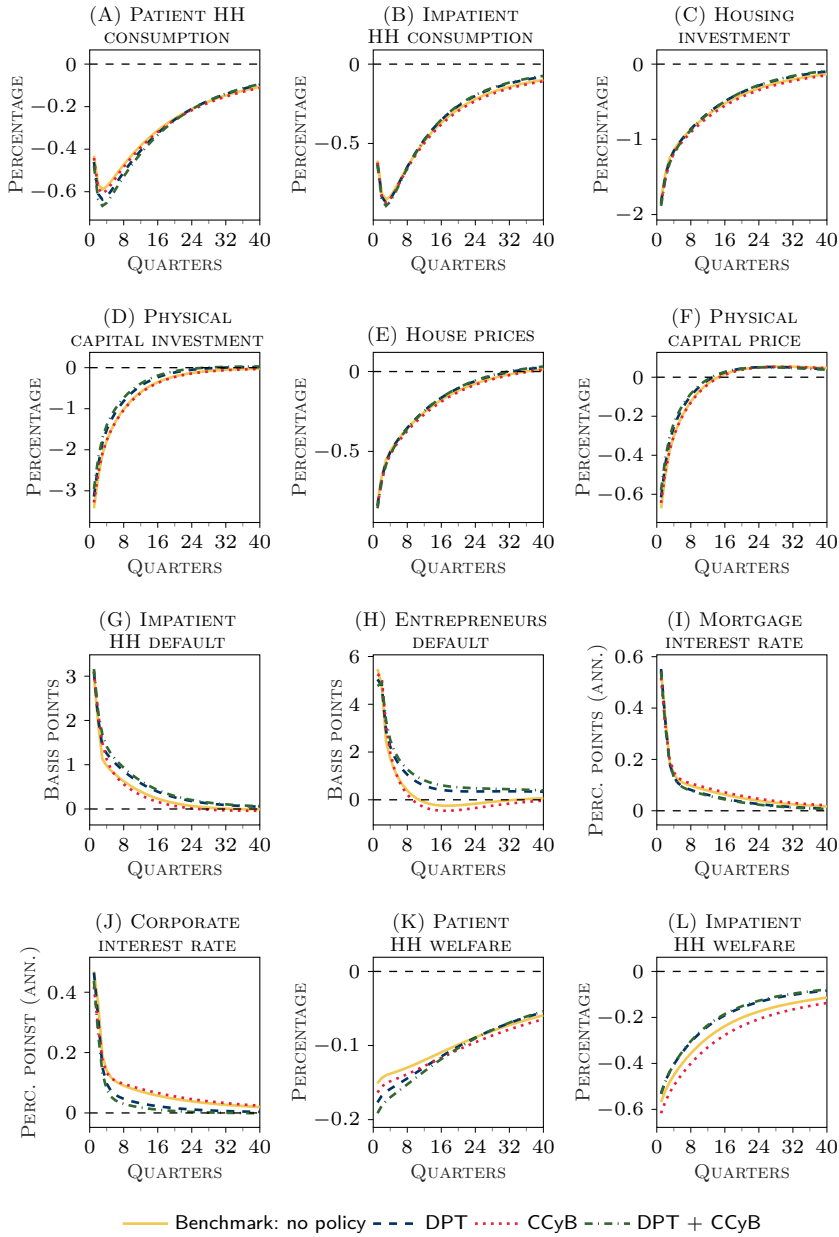 (A) Patient HH
consumption
(B) Impatient
HH consumption
(C) Housing
investment
Percentage
0
−0.2
−0.4
−0.6
0 8 16 24 32 40
Quarters
Percentage
0
−0.5
0 8 16 24 32 40
Quarters
Percentage
0
−1
−2
0 8 16 24 32 40
Quarters
(D) Physical
capital investment
(E) House prices
(F) Physical
capital price
Percentage
0
−1
−2
−3
0 8 16 24 32 40
Quarters
Percentage
0
−0.5
0 8 16 24 32 40
Quarters
Percentage
0
−0.2
−0.4
−0.6
0 8 16 24 32 40
Quarters
(G) Impatient
HH default
(H) Entrepreneurs
default
(I) Mortgage
interest rate
Basis points
3
2
1
0
0 8 16 24 32 40
Quarters
Basis points
6
4
2
0
0 8 16 24 32 40
Quarters
Perc. points (ann.)
0.6
0.4
0.2
0
0 8 16 24 32 40
Quarters
(J) Corporate
interest rate
(K) Patient
HH welfare
(L) Impatient
HH welfare
Perc. poinst (ann.)
0.4
0.2
0
0 8 16 24 32 40
Quarters
Percentage
0
−0.1
−0.2
0 8 16 24 32 40
Quarters
Percentage
0
−0.2
−0.4
−0.6
0 8 16 24 32 40
Quarters
Benchmark: no policy DPT CCyB DPT + CCyB